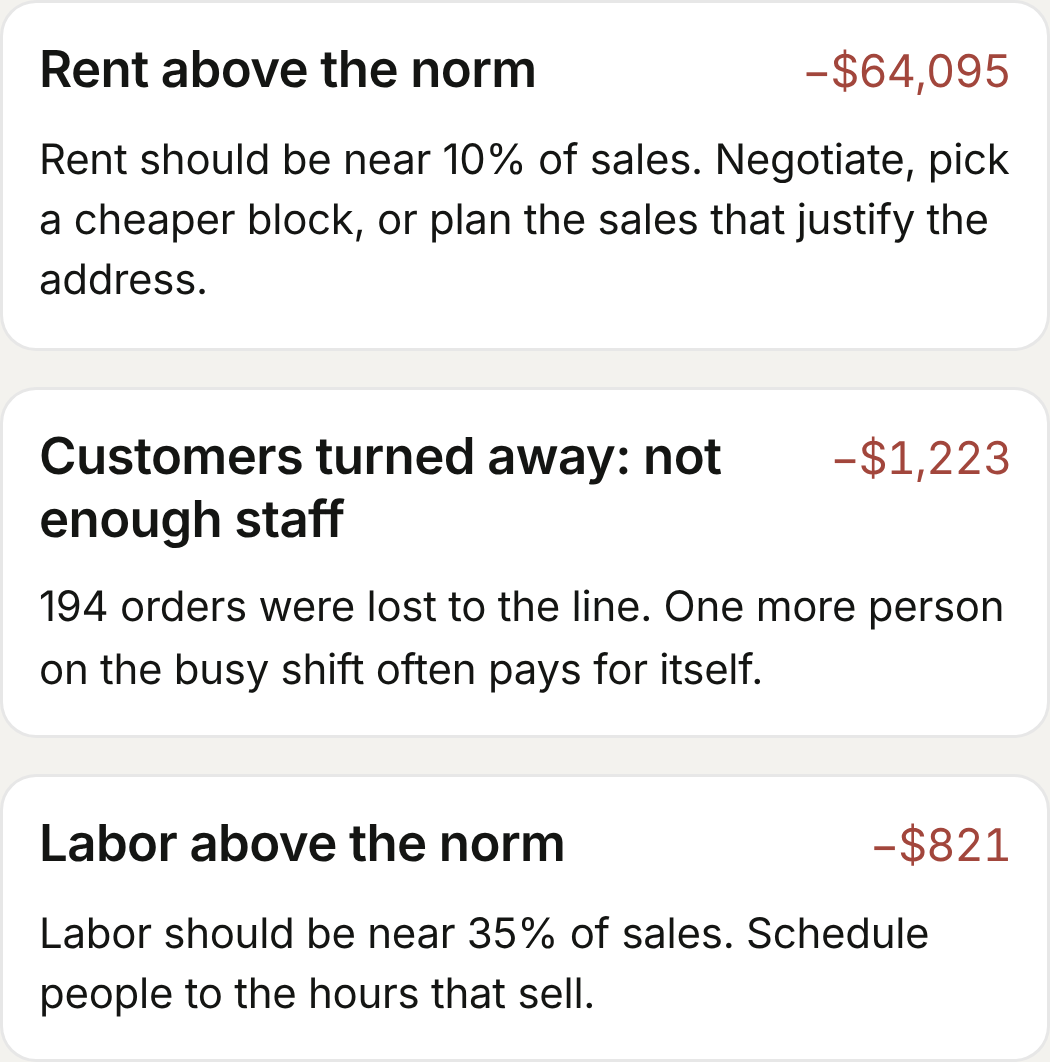 Rent above the norm −$64,095
Rent should be near 10% of sales. Negotiate, pick
a cheaper block, or plan the sales that justify the
address.
Customers turned away: not −$1,223
enough staff
194 orders were lost to the line. One more person
on the busy shift often pays for itself.
Labor above the norm −$821
Labor should be near 35% of sales. Schedule
people to the hours that sell.